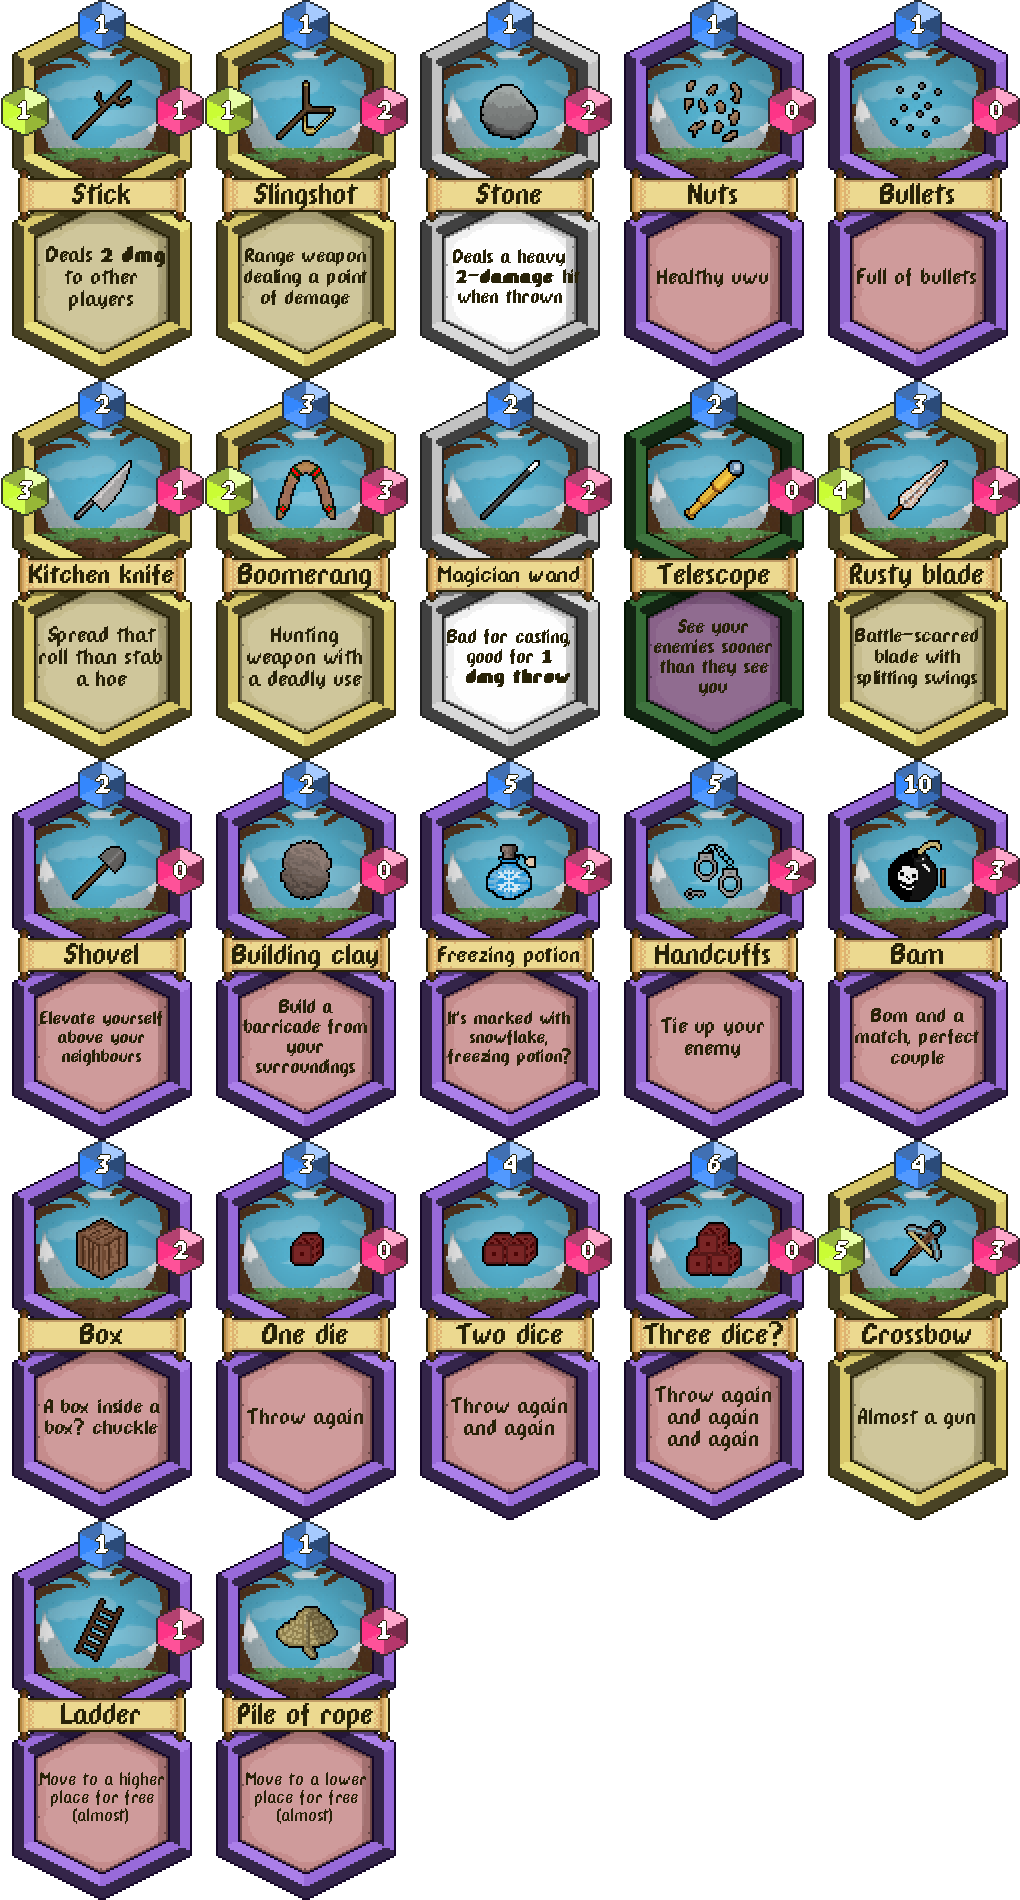 1
1
1
Stick
Deals 2 dmg
to other
players
1
1
2
Slingshot
Range weapon
dealing a point
of demage
1
2
Stone
Deals a heavy
2-damage hit
when thrown
1
0
Nuts
Healthy uwu
1
0
Bullets
Full of bullets
2
3
1
Kitchen knife
Spread that
roll than stab
a hoe
3
2
3
Boomerang
Hunting
weapon with
a deadly use
2
2
Magician wand
Bad for casting,
good for 1
dmg throw
2
0
Telescope
See your
enemies sooner
than they see
you
3
4
1
Rusty blade
Battle-scarred
blade with
splitting swings
2
0
Shovel
Elevate yourself
above your
neighbours
2
0
Building clay
Build a
barricade from
your
surroundings
5
2
Freezing potion
It's marked with
snowflake,
freezing potion?
5
2
Handcuffs
Tie up your
enemy
10
3
Bam
Bom and a
match, perfect
couple
3
2
Box
A box inside a
box? chuckle
3
0
One die
Throw again
4
0
Two dice
Throw again
and again
6
0
Three dice?
Throw again
and again
and again
4
5
3
Crossbow
Almost a gun
1
1
Ladder
Move to a higher
place for free
(almost)
1
1
Pile of rope
Move to a lower
place for free
(almost)